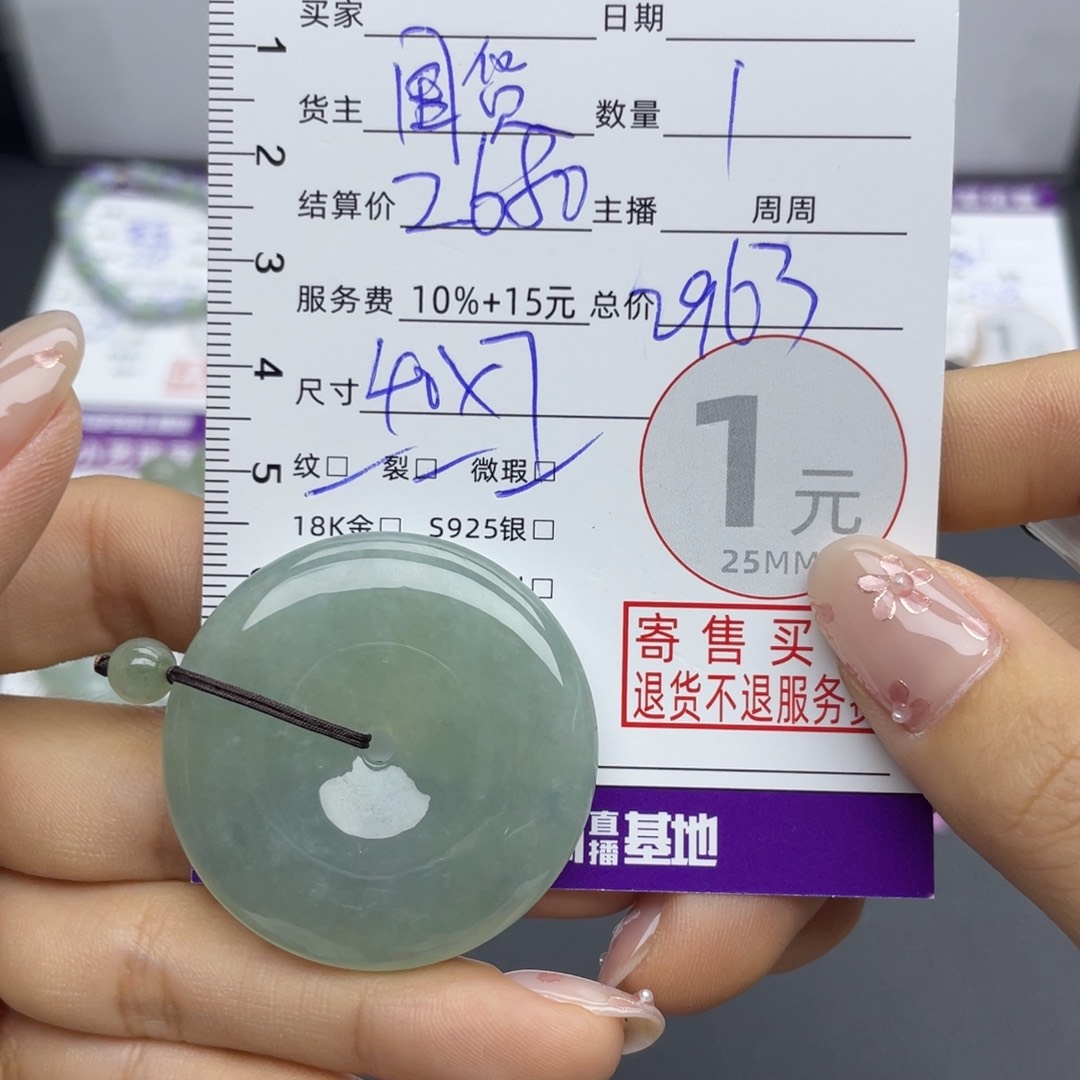 买家 日期
货主 国货 数量 1
结算价 2680 主播 周周
服务费 10%+15元 总价 2963
尺寸 40X7
纹□ 裂□ 微瑕□
18K金□ S925银□
1元
25MM
寄售买
退货不退服务费
直播基地
1
2
3
4
5